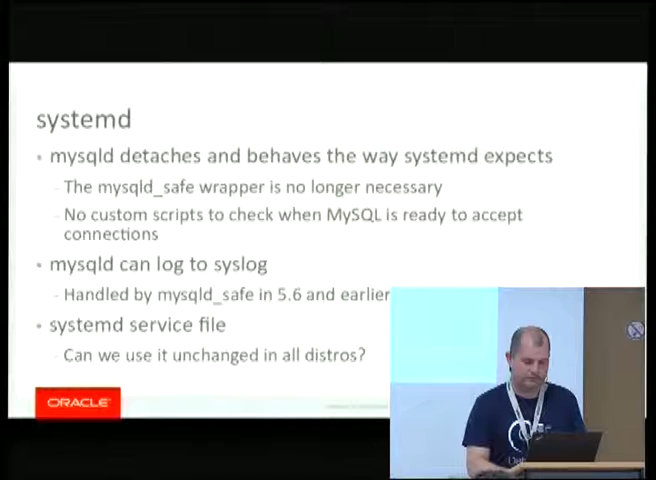 systemd
mysqld detaches and behaves the way systemd expects
The mysqld_safe wrapper is no longer necessary
No custom scripts to check when MySQL is ready to accept
connections
mysqld can log to syslog
Handled by mysqld_safe in 5.6 and earlier
systemd service file
Can we use it unchanged in all distros?
ORACLE